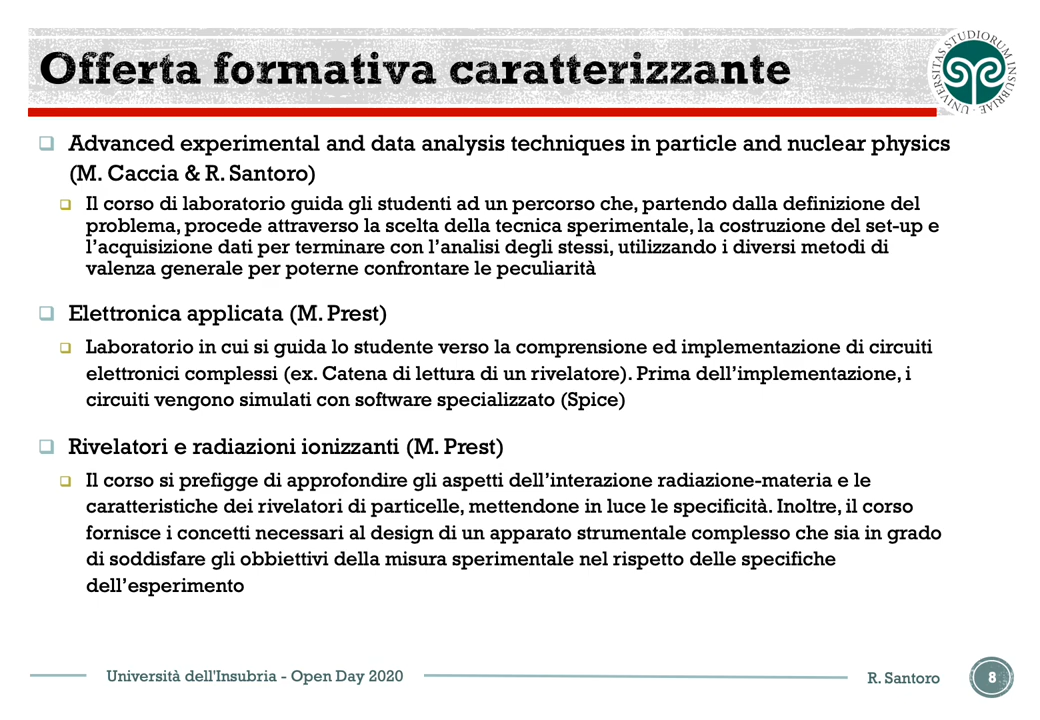 Offerta formativa caratterizzante
UNIVERSITAS STUDIORUM INSUBRIAE
Advanced experimental and data analysis techniques in particle and nuclear physics
(M. Caccia & R. Santoro)
Il corso di laboratorio guida gli studenti ad un percorso che, partendo dalla definizione del
problema, procede attraverso la scelta della tecnica sperimentale, la costruzione del set-up e
l’acquisizione dati per terminare con l’analisi degli stessi, utilizzando i diversi metodi di
valenza generale per poterne confrontare le peculiarità
Elettronica applicata (M. Prest)
Laboratorio in cui si guida lo studente verso la comprensione ed implementazione di circuiti
elettronici complessi (ex. Catena di lettura di un rivelatore). Prima dell’implementazione, i
circuiti vengono simulati con software specializzato (Spice)
Rivelatori e radiazioni ionizzanti (M. Prest)
Il corso si prefigge di approfondire gli aspetti dell’interazione radiazione-materia e le
caratteristiche dei rivelatori di particelle, mettendone in luce le specificità. Inoltre, il corso
fornisce i concetti necessari al design di un apparato strumentale complesso che sia in grado
di soddisfare gli obbiettivi della misura sperimentale nel rispetto delle specifiche
dell’esperimento
Università dell'Insubria - Open Day 2020
R. Santoro
8